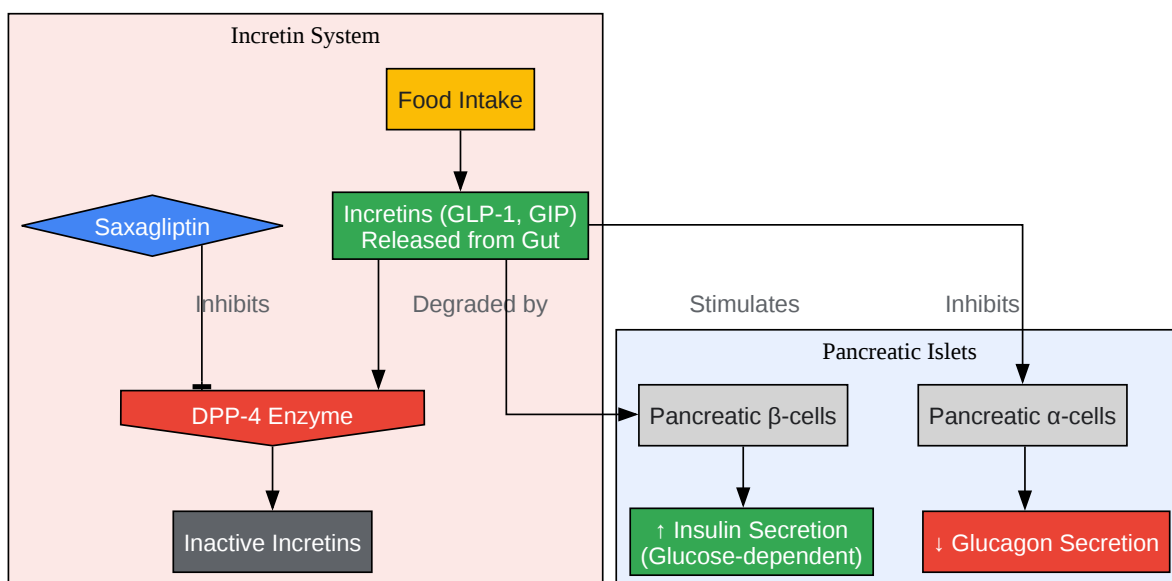 Incretin System
Food Intake
Saxagliptin
Incretins (GLP-1, GIP)
Released from Gut
Inhibits
Degraded by
Stimulates
Inhibits
Pancreatic Islets
DPP-4 Enzyme
Pancreatic β-cells
Pancreatic α-cells
Inactive Incretins
↑ Insulin Secretion
(Glucose-dependent)
↓ Glucagon Secretion